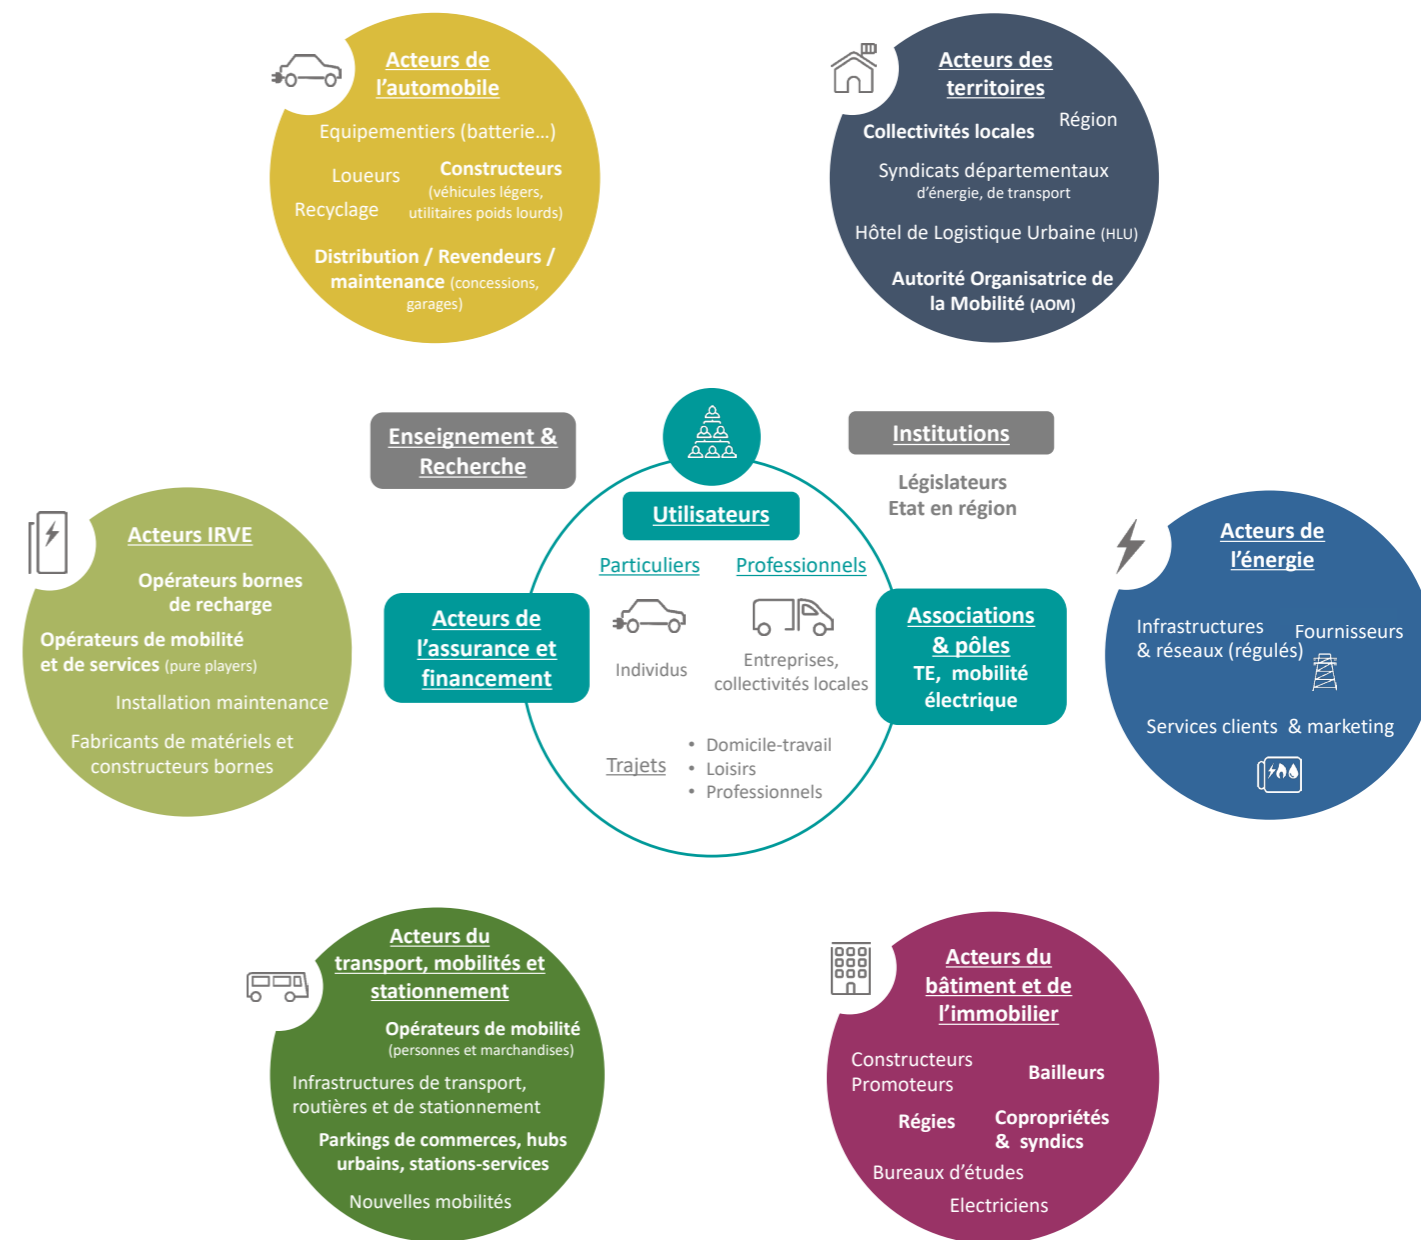 Acteurs de
l'automobile
Equipementiers (batterie…)
Loueurs
Constructeurs
(véhicules légers,
utilitaires poids lourds)
Recyclage
Distribution / Revendeurs /
maintenance (concessions,
garages)
Acteurs des
territoires
Région
Collectivités locales
Syndicats départementaux
d'énergie, de transport
Hôtel de Logistique Urbaine (HLU)
Autorité Organisatrice de
la Mobilité (AOM)
Enseignement &
Recherche
Institutions
Législateurs
Etat en région
Acteurs IRVE
Opérateurs bornes
de recharge
Opérateurs de mobilité
et de services (pure players)
Installation maintenance
Fabricants de matériels et
constructeurs bornes
Utilisateurs
Particuliers
Professionnels
Individus
Entreprises,
collectivités locales
Trajets
• Domicile-travail
• Loisirs
• Professionnels
Acteurs de
l'assurance et
financement
Associations
& pôles
TE, mobilité
électrique
Acteurs de
l'énergie
Infrastructures
& réseaux (régulés)
Fournisseurs
Services clients & marketing
Acteurs du
transport, mobilités et
stationnement
Opérateurs de mobilité
(personnes et marchandises)
Infrastructures de transport,
routières et de stationnement
Parkings de commerces, hubs
urbains, stations-services
Nouvelles mobilités
Acteurs du
bâtiment et de
l'immobilier
Constructeurs
Promoteurs
Bailleurs
Régies
Copropriétés
& syndics
Bureaux d'études
Electriciens